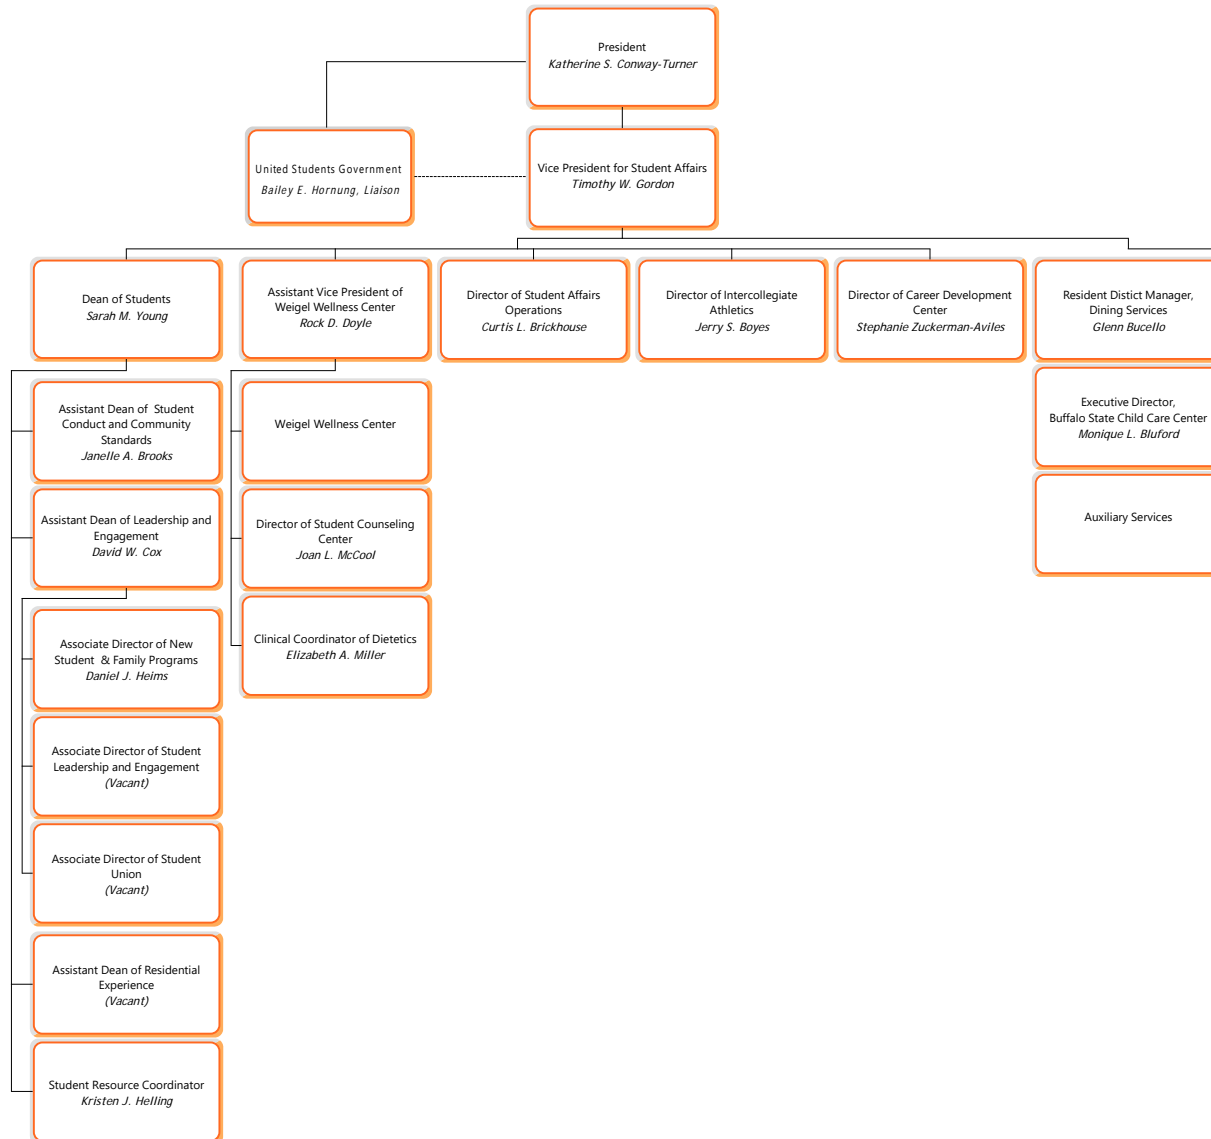 President
Katherine S. Conway-Turner
United Students Government
Bailey E. Hornung, Liaison
Vice President for Student Affairs
Timothy W. Gordon
Dean of Students
Sarah M. Young
Assistant Vice President of
Weigel Wellness Center
Rock D. Doyle
Director of Student Affairs
Operations
Curtis L. Brickhouse
Director of Intercollegiate
Athletics
Jerry S. Boyes
Director of Career Development
Center
Stephanie Zuckerman-Aviles
Resident Distict Manager,
Dining Services
Glenn Bucello
Assistant Dean of Student
Conduct and Community
Standards
Janelle A. Brooks
Weigel Wellness Center
Executive Director,
Buffalo State Child Care Center
Monique L. Bluford
Assistant Dean of Leadership and
Engagement
David W. Cox
Director of Student Counseling
Center
Joan L. McCool
Auxiliary Services
Associate Director of New
Student & Family Programs
Daniel J. Heims
Clinical Coordinator of Dietetics
Elizabeth A. Miller
Associate Director of Student
Leadership and Engagement
(Vacant)
Associate Director of Student
Union
(Vacant)
Assistant Dean of Residential
Experience
(Vacant)
Student Resource Coordinator
Kristen J. Helling